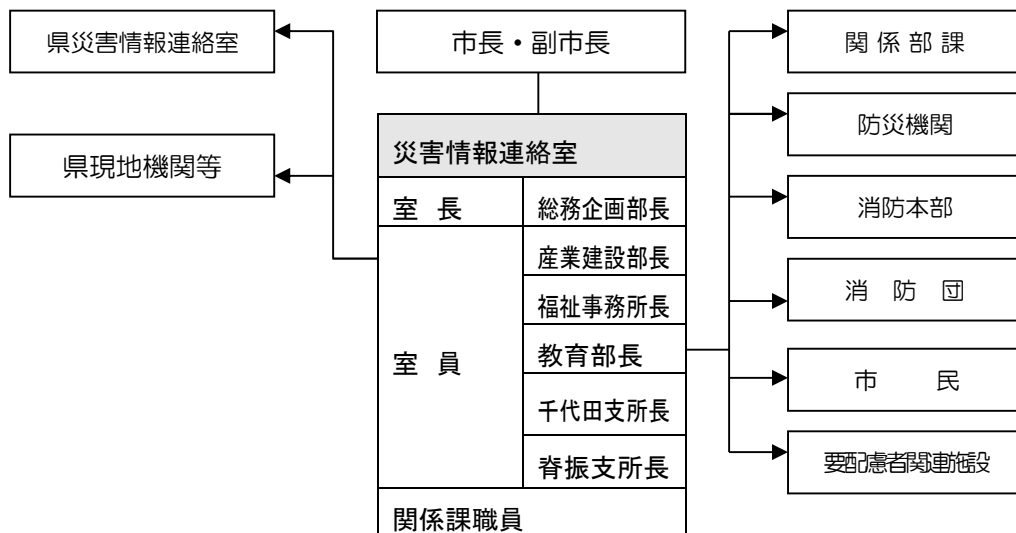 県災害情報連絡室
県現地機関等
市長・副市長
災害情報連絡室
室 長
総務企画部長
室 員
産業建設部長
福祉事務所長
教育部長
千代田支所長
脊振支所長
関係課職員
関 係 部 課
防災機関
消防本部
消 防 団
市 民
要配慮者関連施設